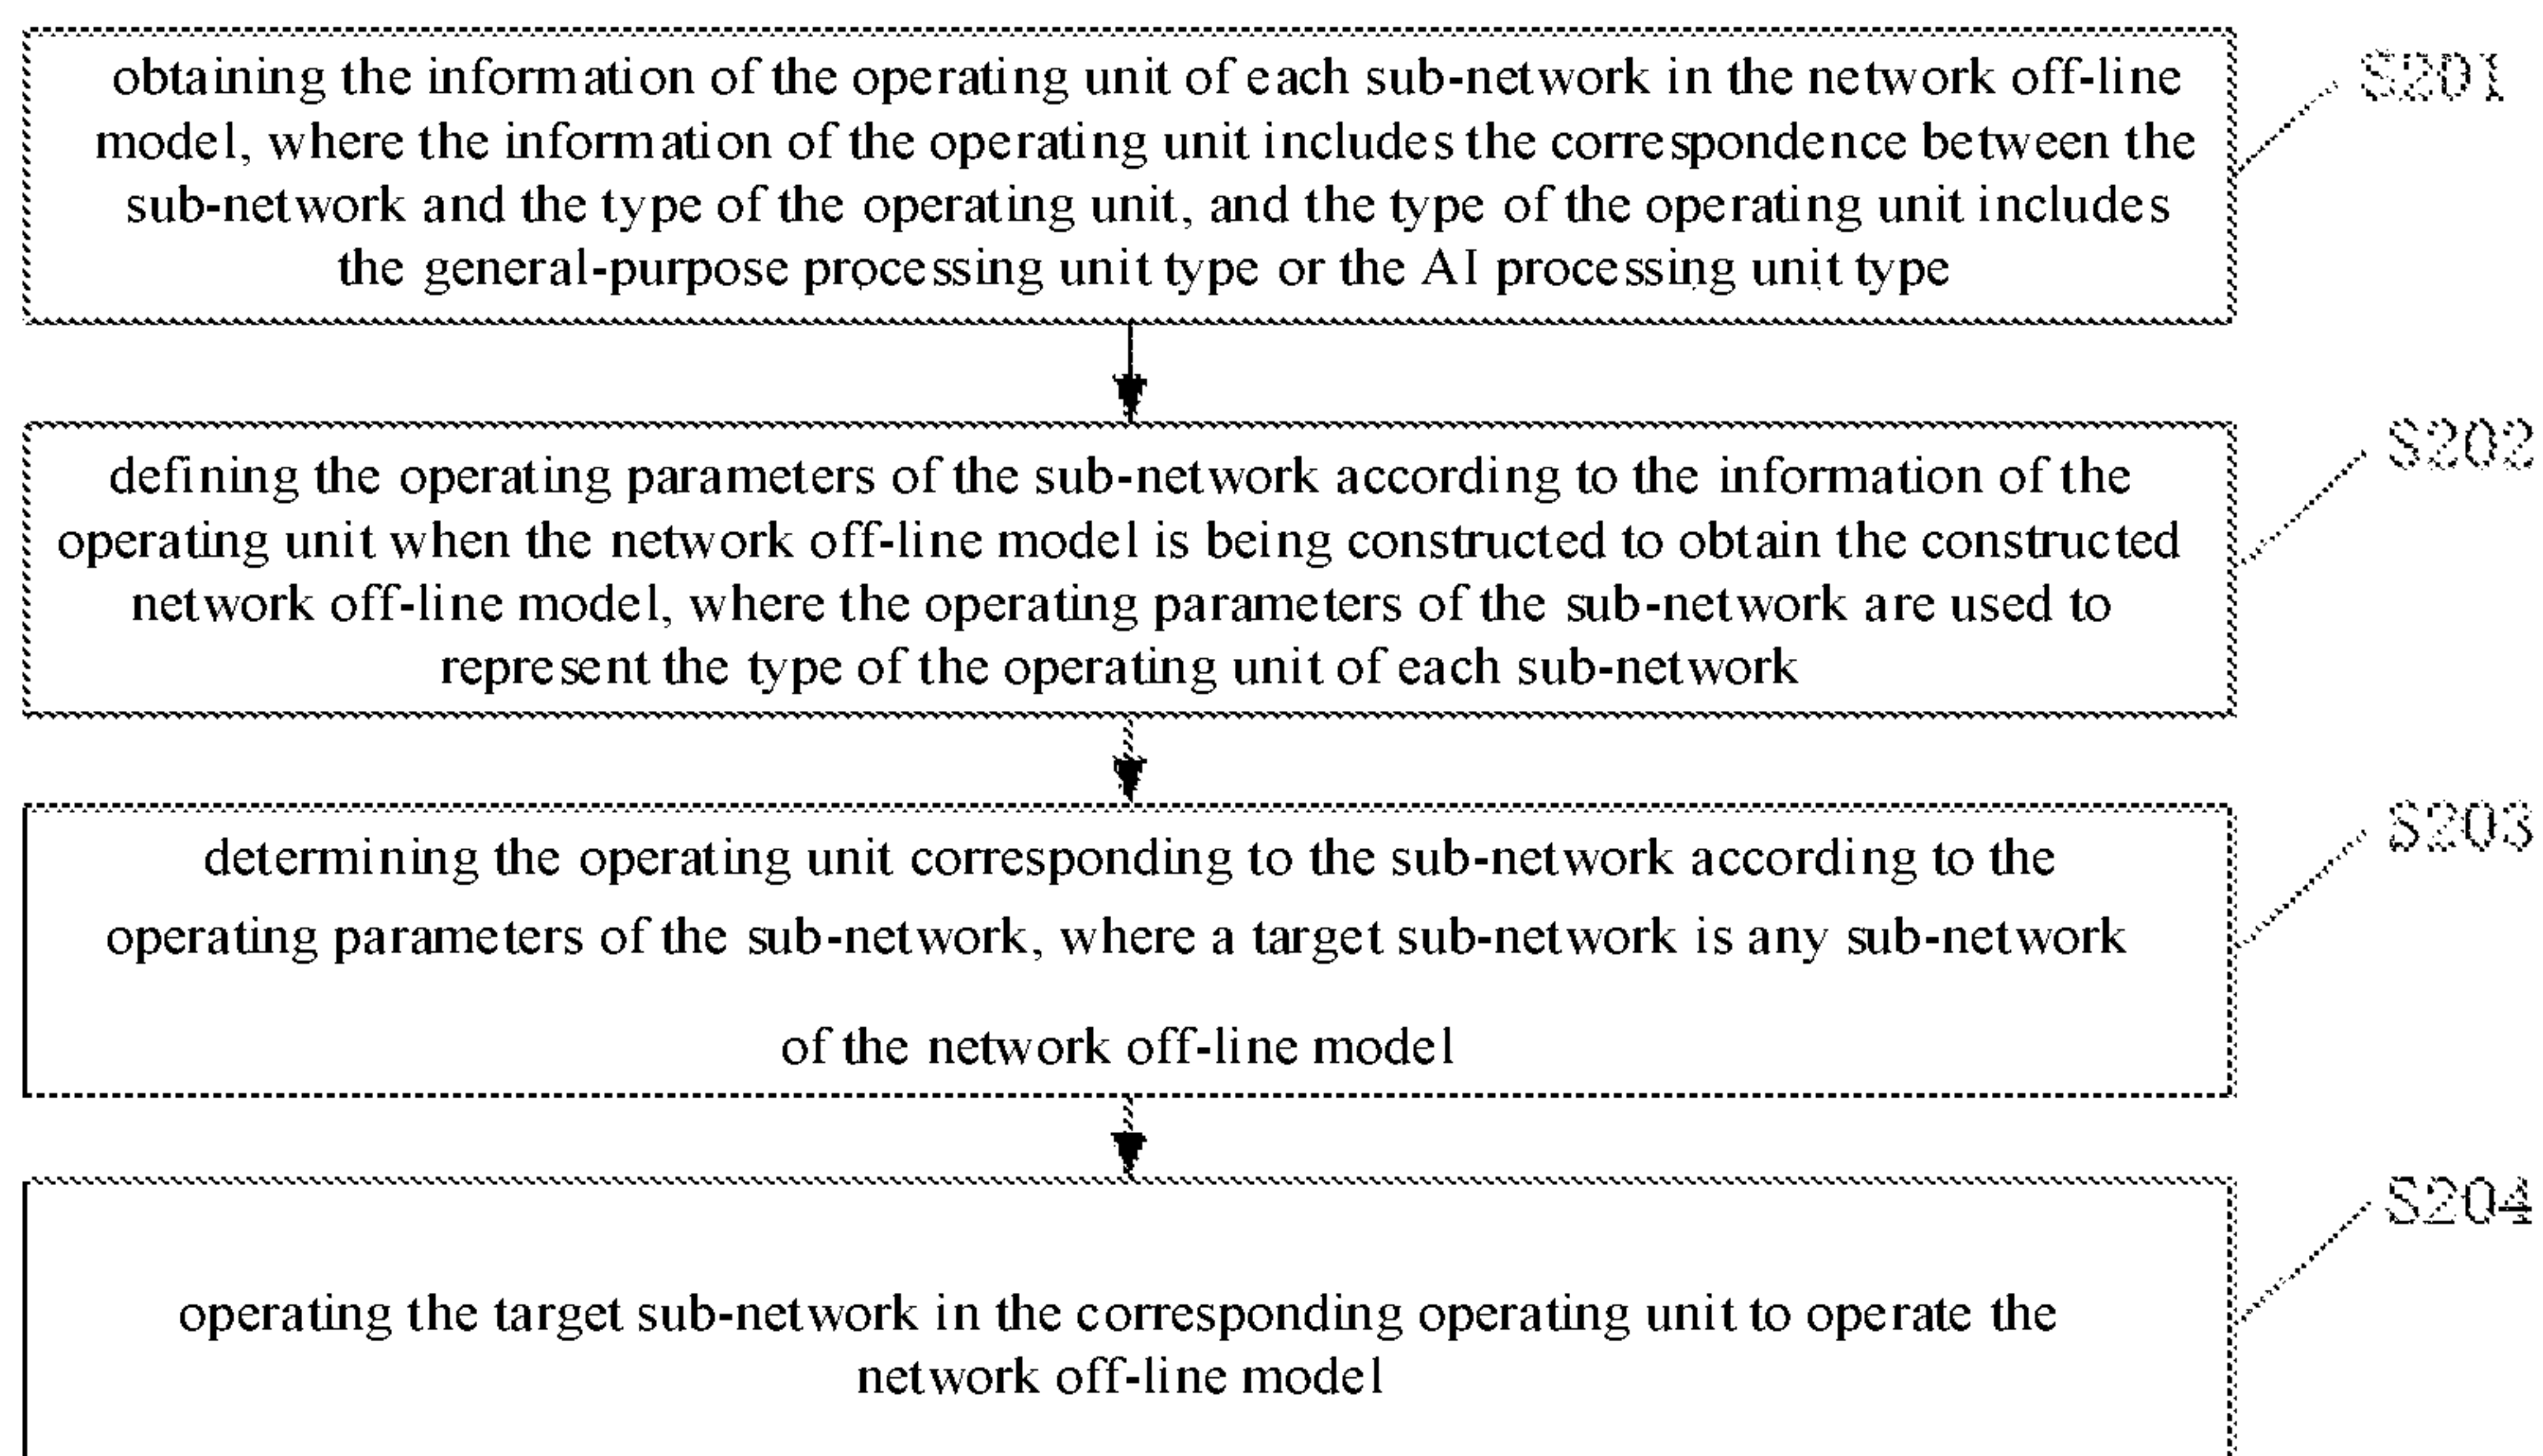 obtaining the information of the operating unit of each sub-network in the network off-line
model, where the information of the operating unit includes the correspondence between the
sub-network and the type of the operating unit, and the type of the operating unit includes
the general-purpose processing unit type or the AI processing unit type
S201
defining the operating parameters of the sub-network according to the information of the
operating unit when the network off-line model is being constructed to obtain the constructed
network off-line model, where the operating parameters of the sub-network are used to
represent the type of the operating unit of each sub-network
S202
determining the operating unit corresponding to the sub-network according to the
operating parameters of the sub-network, where a target sub-network is any sub-network
of the network off-line model
S203
operating the target sub-network in the corresponding operating unit to operate the
network off-line model
S204